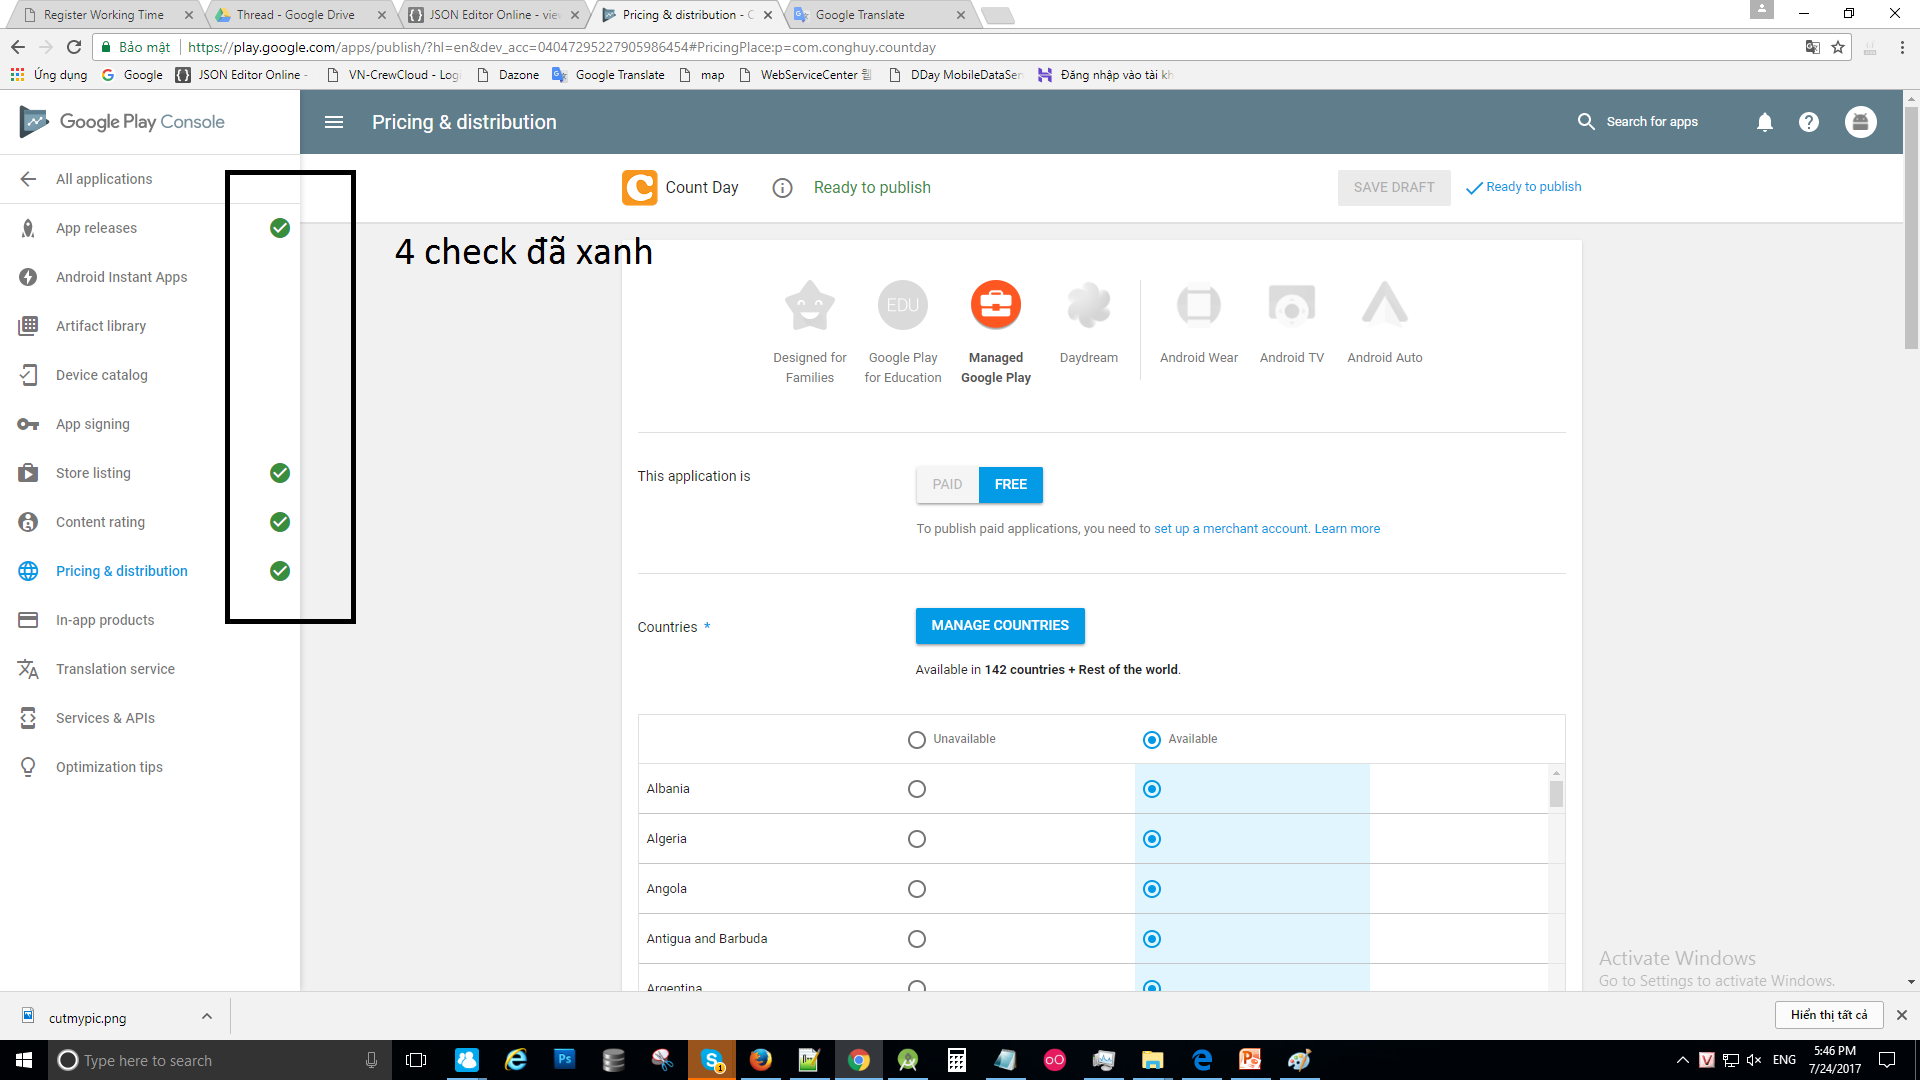 Register Working Time
Thread - Google Drive
JSON Editor Online - vie
Pricing & distribution - C
Google Translate
Bảo mật
https://play.google.com/apps/publish/?hl=en&dev_acc=04047295227905986454#PricingPlace:p=com.conghuy.countday
Ứng dụng
Google
JSON Editor Online -
VN-CrewCloud - Log
Dazone
Google Translate
map
WebServiceCenter
DDay MobileDataSer
Đăng nhập vào tài kh
Google Play Console
Pricing & distribution
Search for apps
All applications
Count Day
Ready to publish
SAVE DRAFT
Ready to publish
App releases
4 check đã xanh
Android Instant Apps
Artifact library
Device catalog
App signing
Store listing
Content rating
Pricing & distribution
In-app products
Translation service
Services & APIs
Optimization tips
EDU
Designed for
Families
Google Play
for Education
Managed
Google Play
Daydream
Android Wear
Android TV
Android Auto
This application is
PAID
FREE
To publish paid applications, you need to set up a merchant account. Learn more
Countries *
MANAGE COUNTRIES
Available in 142 countries + Rest of the world.
Unavailable
Available
Albania
Algeria
Angola
Antigua and Barbuda
Argentina
Activate Windows
Go to Settings to activate Windows.
cutmypic.png
Hiển thị tất cả
Type here to search
ENG
5:46 PM
7/24/2017